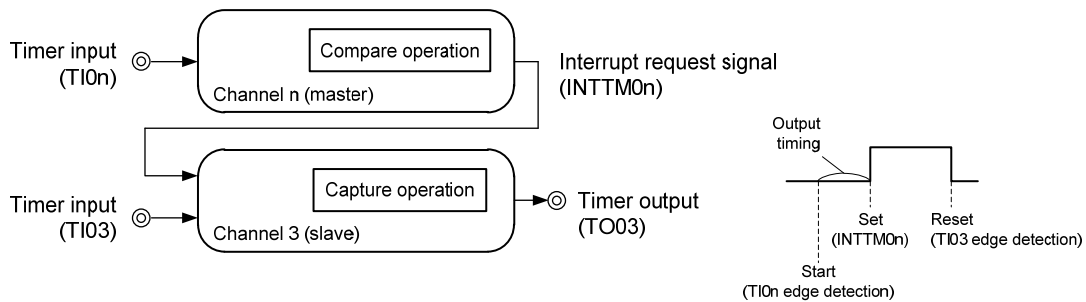 Timer input
(TI0n)
Compare operation
Channel n (master)
Interrupt request signal
(INTTM0n)
Timer input
(TI03)
Capture operation
Channel 3 (slave)
Timer output
(TO03)
Output
timing
Set
(INTTM0n)
Reset
(TI03 edge detection)
Start
(TI0n edge detection)